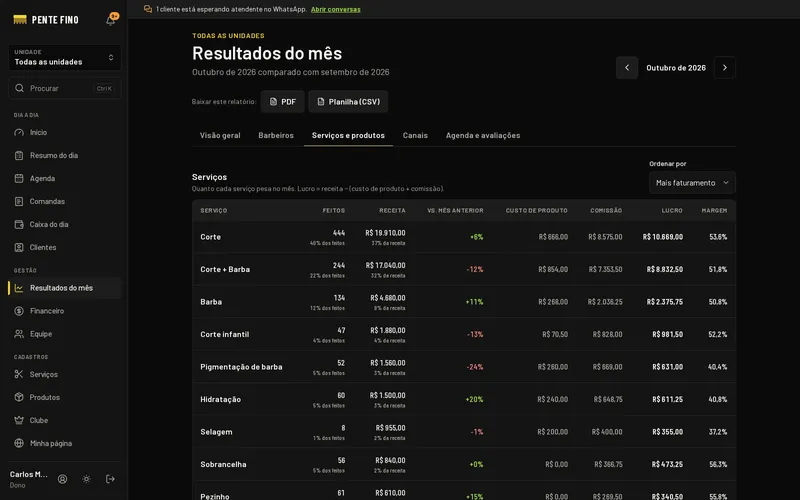 PENTE FINO
9+
UNIDADE
Todas as unidades
Procurar
Ctrl K
DIA A DIA
Início
Resumo do dia
Agenda
Comandas
Caixa do dia
Clientes
GESTÃO
Resultados do mês
Financeiro
Equipe
CADASTROS
Serviços
Produtos
Clube
Minha página
Carlos M...
Dono
1 cliente está esperando atendente no WhatsApp. Abrir conversas
TODAS AS UNIDADES
Resultados do mês
Outubro de 2026 comparado com setembro de 2026
Outubro de 2026
Baixar este relatório: PDF Planilha (CSV)
Visão geral Barbeiros Serviços e produtos Canais Agenda e avaliações
Serviços
Quanto cada serviço pesa no mês. Lucro = receita − (custo de produto + comissão).
Ordenar por
Mais faturamento
SERVIÇO FEITOS RECEITA VS. MÊS ANTERIOR CUSTO DE PRODUTO COMISSÃO LUCRO MARGEM
Corte 444 R$ 19.910,00 +6% R$ 666,00 R$ 8.575,00 R$ 10.669,00 53,6%
40% dos feitos 37% da receita
Corte + Barba 244 R$ 17.040,00 -12% R$ 854,00 R$ 7.353,50 R$ 8.832,50 51,8%
22% dos feitos 32% da receita
Barba 134 R$ 4.680,00 +11% R$ 268,00 R$ 2.036,25 R$ 2.375,75 50,8%
12% dos feitos 9% da receita
Corte infantil 47 R$ 1.880,00 -13% R$ 70,50 R$ 828,00 R$ 981,50 52,2%
4% dos feitos 4% da receita
Pigmentação de barba 52 R$ 1.560,00 -24% R$ 260,00 R$ 669,00 R$ 631,00 40,4%
5% dos feitos 3% da receita
Hidratação 60 R$ 1.500,00 +20% R$ 240,00 R$ 648,75 R$ 611,25 40,8%
5% dos feitos 3% da receita
Selagem 8 R$ 955,00 -1% R$ 200,00 R$ 400,00 R$ 355,00 37,2%
1% dos feitos 2% da receita
Sobrancelha 56 R$ 840,00 +0% R$ 0,00 R$ 366,75 R$ 473,25 56,3%
5% dos feitos 2% da receita
Pezinho 61 R$ 610,00 +15% R$ 0,00 R$ 269,50 R$ 340,50 55,8%